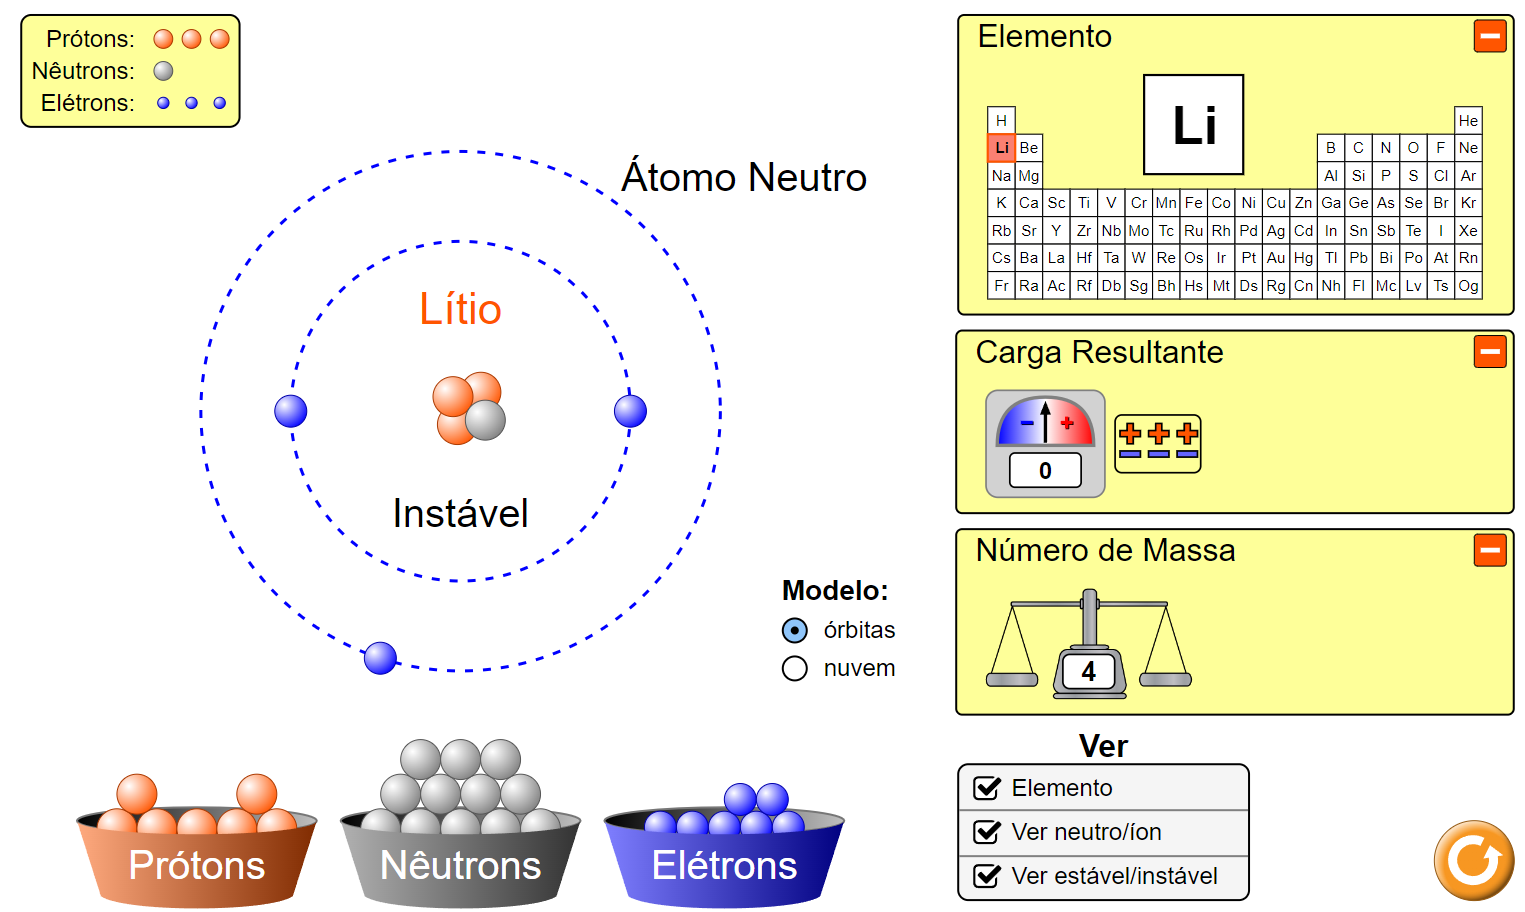 Prótons:
Nêutrons:
Elétrons:
Átomo Neutro
Lítio
Instável
Modelo:
órbitas
nuvem
Prótons
Nêutrons
Elétrons
Elemento
Li
H He
Li Be B C N O F Ne
Na Mg Al Si P S Cl Ar
K Ca Sc Ti V Cr Mn Fe Co Ni Cu Zn Ga Ge As Se Br Kr
Rb Sr Y Zr Nb Mo Tc Ru Rh Pd Ag Cd In Sn Sb Te I Xe
Cs Ba La Hf Ta W Re Os Ir Pt Au Hg Tl Pb Bi Po At Rn
Fr Ra Ac Rf Db Sg Bh Hs Mt Ds Rg Cn Nh Fl Mc Lv Ts Og
Carga Resultante
− +
0
+ + +
− − −
Número de Massa
4
Ver
Elemento
Ver neutro/íon
Ver estável/instável